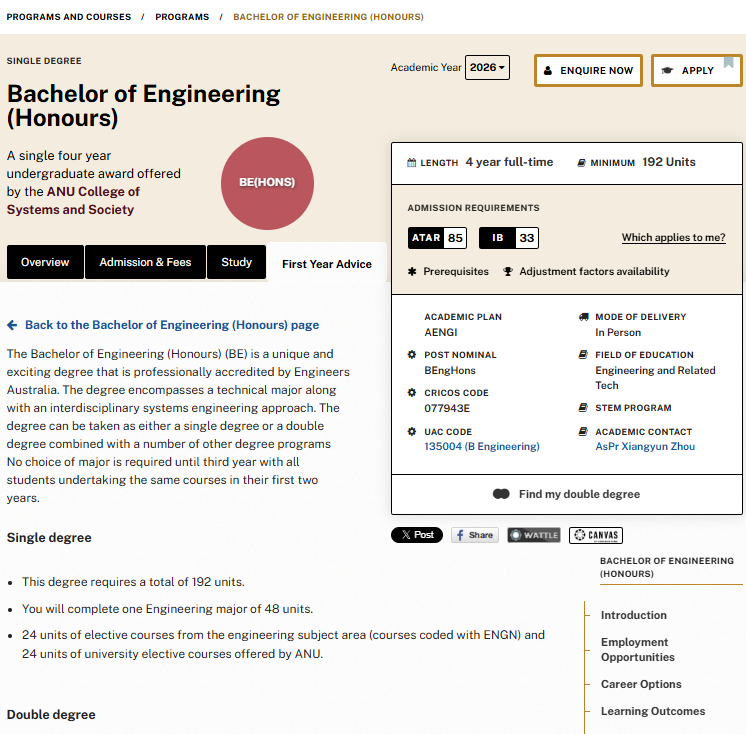 PROGRAMS AND COURSES / PROGRAMS / BACHELOR OF ENGINEERING (HONOURS)
SINGLE DEGREE
Academic Year 2026
ENQUIRE NOW
APPLY
Bachelor of Engineering
(Honours)
A single four year
undergraduate award offered
by the ANU College of
Systems and Society
BE(HONS)
LENGTH 4 year full-time
MINIMUM 192 Units
ADMISSION REQUIREMENTS
ATAR 85
IB 33
Which applies to me?
Prerequisites
Adjustment factors availability
Overview
Admission & Fees
Study
First Year Advice
ACADEMIC PLAN
AENGI
POST NOMINAL
BEngHons
CRICOS CODE
077943E
UAC CODE
135004 (B Engineering)
MODE OF DELIVERY
In Person
FIELD OF EDUCATION
Engineering and Related
Tech
STEM PROGRAM
ACADEMIC CONTACT
AsPr Xiangyun Zhou
Find my double degree
Post
Share
WATTLE
CANVAS
Back to the Bachelor of Engineering (Honours) page
The Bachelor of Engineering (Honours) (BE) is a unique and
exciting degree that is professionally accredited by Engineers
Australia. The degree encompasses a technical major along
with an interdisciplinary systems engineering approach. The
degree can be taken as either a single degree or a double
degree combined with a number of other degree programs
No choice of major is required until third year with all
students undertaking the same courses in their first two
years.
Single degree
• This degree requires a total of 192 units.
• You will complete one Engineering major of 48 units.
• 24 units of elective courses from the engineering subject area (courses coded with ENGN) and
24 units of university elective courses offered by ANU.
Double degree
BACHELOR OF ENGINEERING
(HONOURS)
Introduction
Employment
Opportunities
Career Options
Learning Outcomes